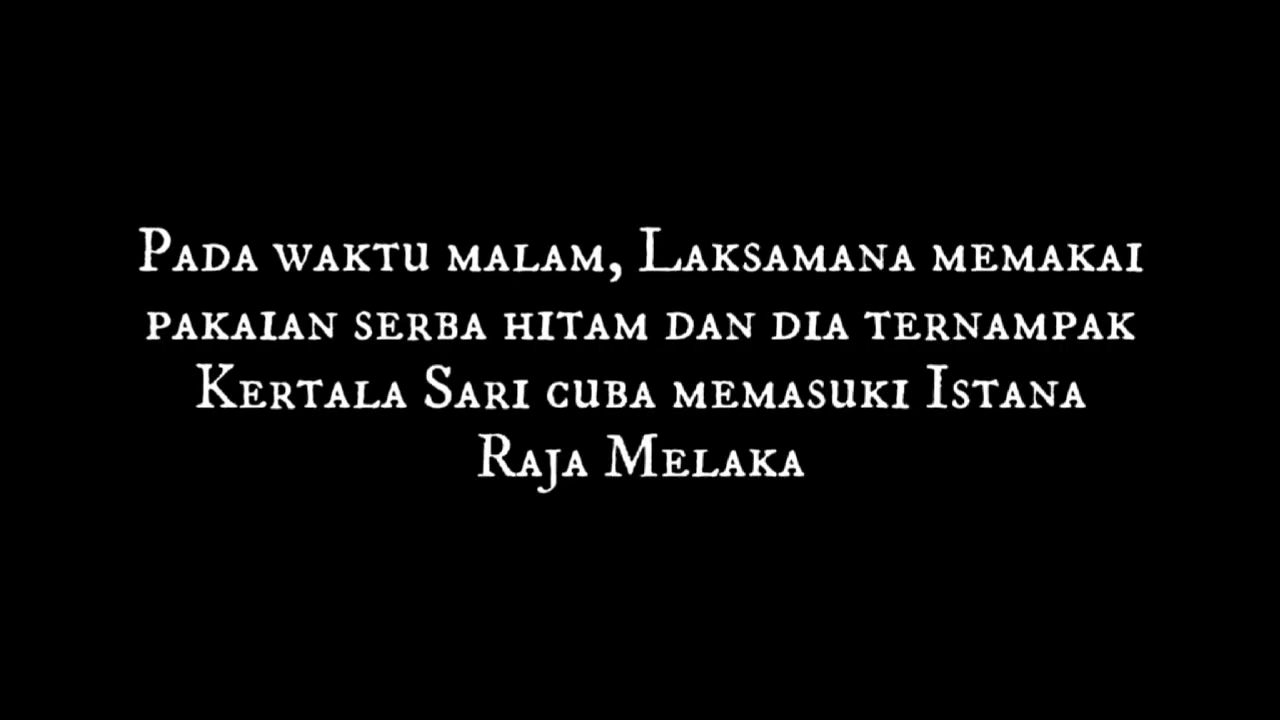 Pada waktu malam, Laksamana memakai
pakaian serba hitam dan dia ternampak
Kertala Sari cuba memasuki Istana
Raja Melaka